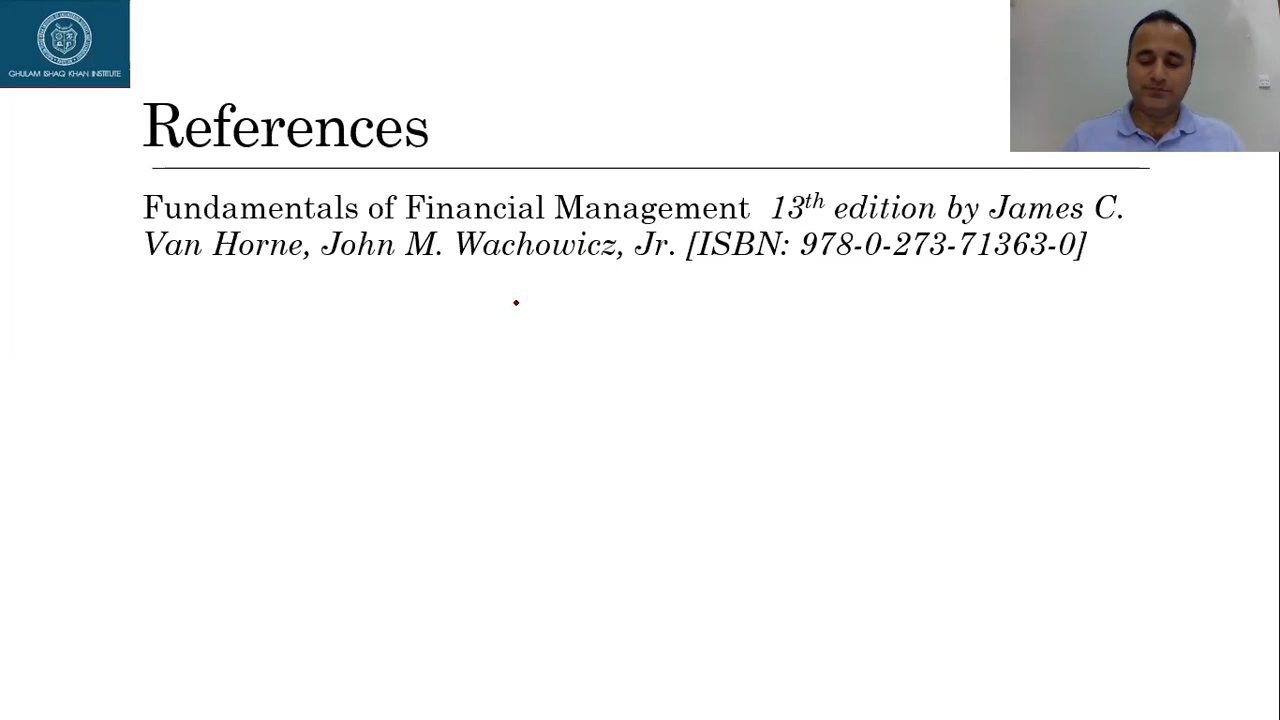 GHULAM ISHAQ KHAN INSTITUTE
References
Fundamentals of Financial Management 13th edition by James C.
Van Horne, John M. Wachowicz, Jr. [ISBN: 978-0-273-71363-0]